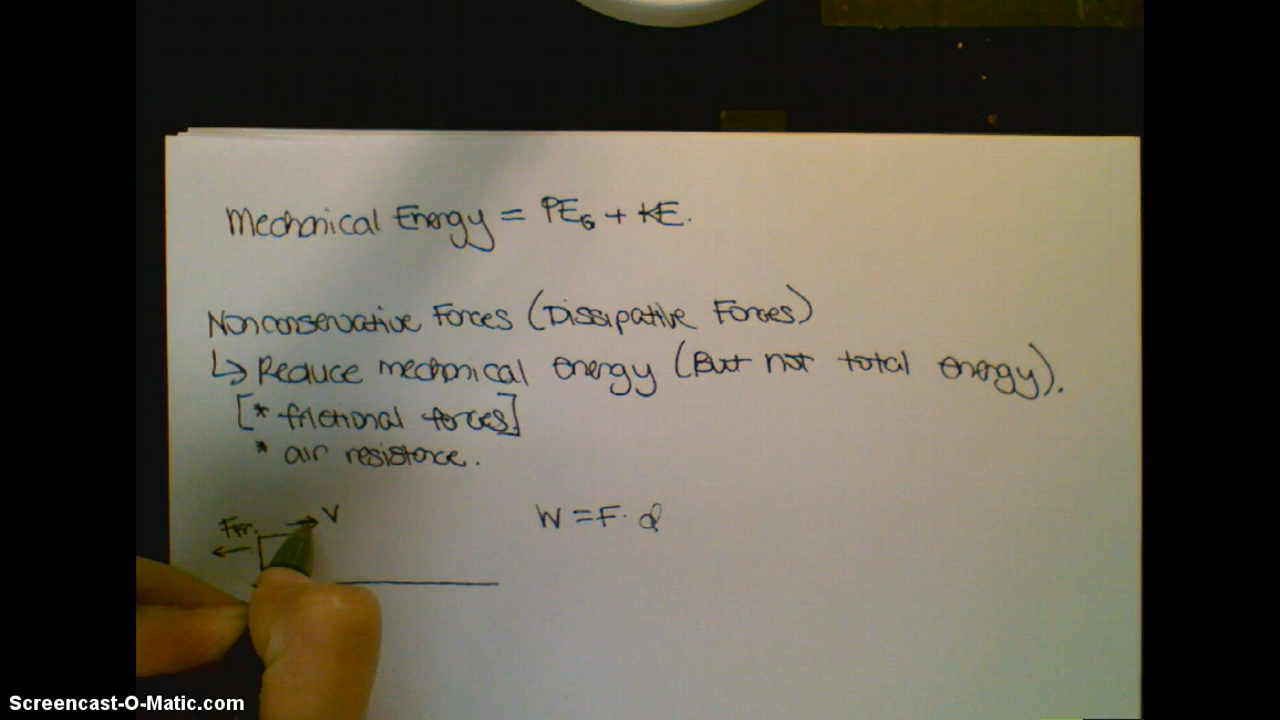 Mechanical Energy = PEG + KE.
Nonconservative Forces (Dissipative Forces)
↳ Reduce mechanical energy (But not total energy).
[* frictional forces]
* air resistance.
Ffr. V
W = F · d
Screencast-O-Matic.com